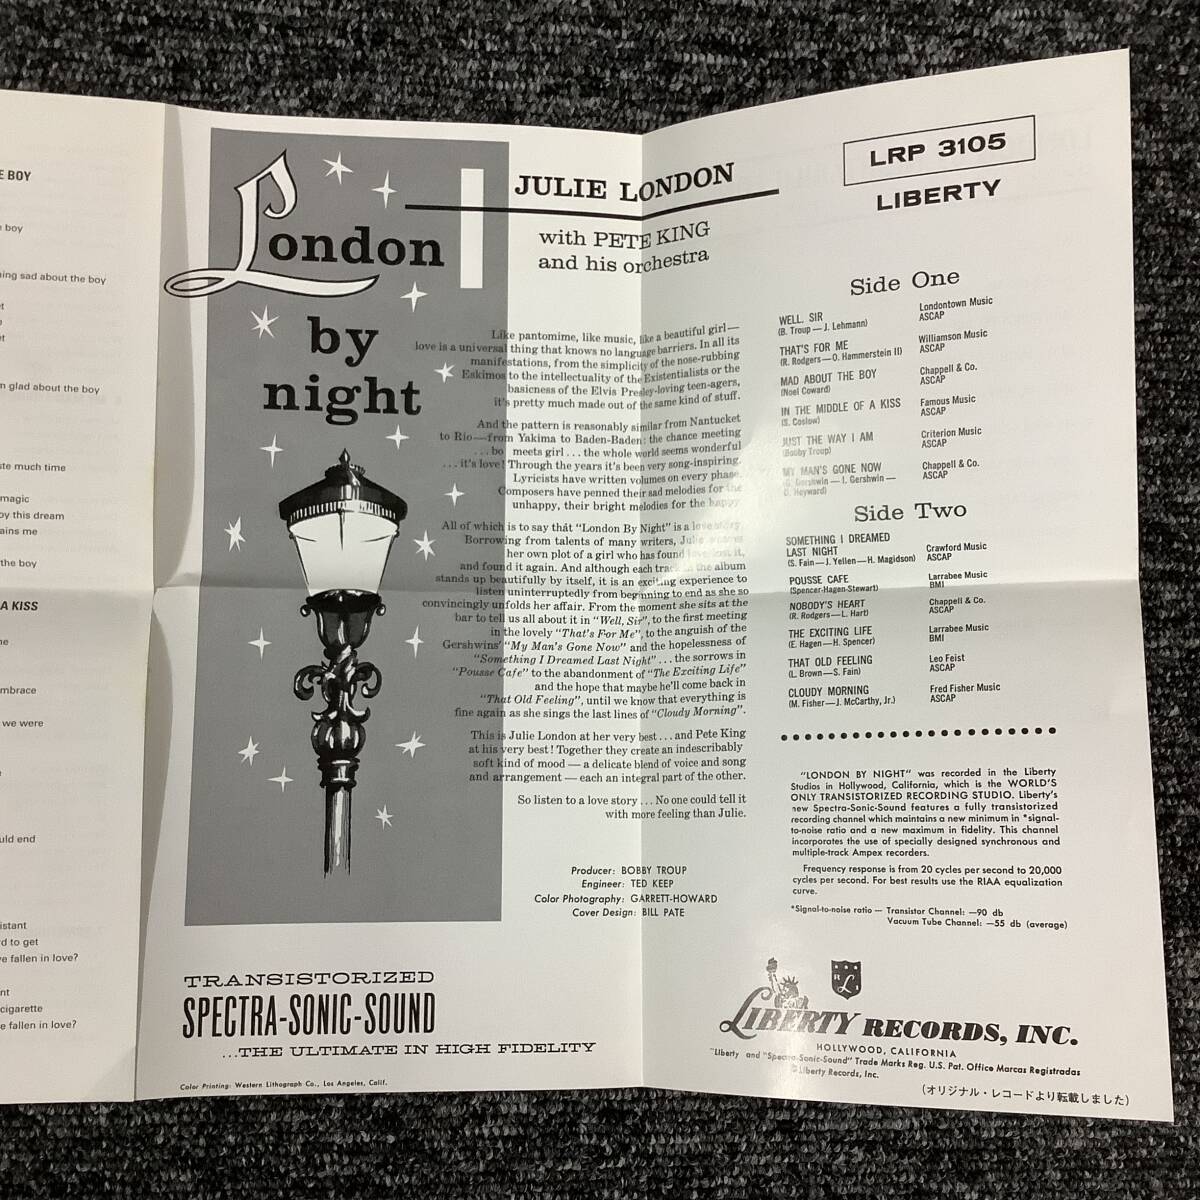 E BOY
boy
ing sad about the boy
et
et
n glad about the boy
ste much time
magic
by this dream
ains me
the boy
A KISS
embrace
we were
uld end
istant
rd to get
e fallen in love?
cigarette
e fallen in love?
London
by
night
JULIE LONDON
with PETE KING
and his orchestra
Like pantomime, like music, like a beautiful girl—
love is a universal thing that knows no language barriers. In all its
manifestations, from the simplicity of the nose-rubbing
Eskimos to the intellectuality of the Existentialists or the
basicness of the Elvis Presley-loving teen-agers,
it's pretty much made out of the same kind of stuff.
And the pattern is reasonably similar from Nantucket
to Rio—from Yakima to Baden-Baden: the chance meeting
...bo meets girl...the whole world seems wonderful
...it's love! Through the years it's been very song-inspiring.
Lyricists have written volumes on every phase.
Composers have penned their sad melodies for the
unhappy, their bright melodies for the happy
All of which is to say that "London By Night" is a love story.
Borrowing from talents of many writers, Julie weaves
her own plot of a girl who has found love, lost it,
and found it again. And although each track in the album
stands up beautifully by itself, it is an exciting experience to
listen uninterruptedly from beginning to end as she so
convincingly unfolds her affair. From the moment she sits at the
bar to tell us all about it in "Well, Sir", to the first meeting
in the lovely "That's For Me", to the anguish of the
Gershwins' "My Man's Gone Now" and the hopelessness of
"Something I Dreamed Last Night"...the sorrows in
"Pousse Cafe" to the abandonment of "The Exciting Life"
and the hope that maybe he'll come back in
"That Old Feeling", until we know that everything is
fine again as she sings the last lines of "Cloudy Morning".
This is Julie London at her very best...and Pete King
at his very best! Together they create an indescribably
soft kind of mood — a delicate blend of voice and song
and arrangement — each an integral part of the other.
So listen to a love story...No one could tell it
with more feeling than Julie.
Producer: BOBBY TROUP
Engineer: TED KEEP
Color Photography: GARRETT-HOWARD
Cover Design: BILL PATE
TRANSISTORIZED
SPECTRA-SONIC-SOUND
...THE ULTIMATE IN HIGH FIDELITY
Color Printing: Western Lithograph Co., Los Angeles, Calif.
LRP 3105
LIBERTY
Side One
WELL, SIR Londontown Music
(B. Troup — J. Lehmann) ASCAP
THAT'S FOR ME Williamson Music
(R. Rodgers—O. Hammerstein II) ASCAP
MAD ABOUT THE BOY Chappell & Co.
(Noel Coward) ASCAP
IN THE MIDDLE OF A KISS Famous Music
(S. Coslow) ASCAP
JUST THE WAY I AM Criterion Music
(Bobby Troup) ASCAP
MY MAN'S GONE NOW Chappell & Co.
(G. Gershwin — I. Gershwin — ASCAP
D. Heyward)
Side Two
SOMETHING I DREAMED
LAST NIGHT Crawford Music
(S. Fain—J. Yellen—H. Magidson) ASCAP
POUSSE CAFE Larrabee Music
(Spencer-Hagen-Stewart) BMI
NOBODY'S HEART Chappell & Co.
(R. Rodgers—L. Hart) ASCAP
THE EXCITING LIFE Larrabee Music
(E. Hagen—H. Spencer) BMI
THAT OLD FEELING Leo Feist
(L. Brown—S. Fain) ASCAP
CLOUDY MORNING Fred Fisher Music
(M. Fisher—J. McCarthy, Jr.) ASCAP
"LONDON BY NIGHT" was recorded in the Liberty
Studios in Hollywood, California, which is the WORLD'S
ONLY TRANSISTORIZED RECORDING STUDIO. Liberty's
new Spectra-Sonic-Sound features a fully transistorized
recording channel which maintains a new minimum in *signal-
to-noise ratio and a new maximum in fidelity. This channel
incorporates the use of specially designed synchronous and
multiple-track Ampex recorders.
Frequency response is from 20 cycles per second to 20,000
cycles per second. For best results use the RIAA equalization
curve.
*Signal-to-noise ratio — Transistor Channel: —90 db
Vacuum Tube Channel: —55 db (average)
LIBERTY RECORDS, INC.
HOLLYWOOD, CALIFORNIA
"Liberty and "Spectra-Sonic-Sound" Trade Marks Reg. U.S. Pat. Office Marcas Registradas
©Liberty Records, Inc.
(オリジナル・レコードより転載しました)